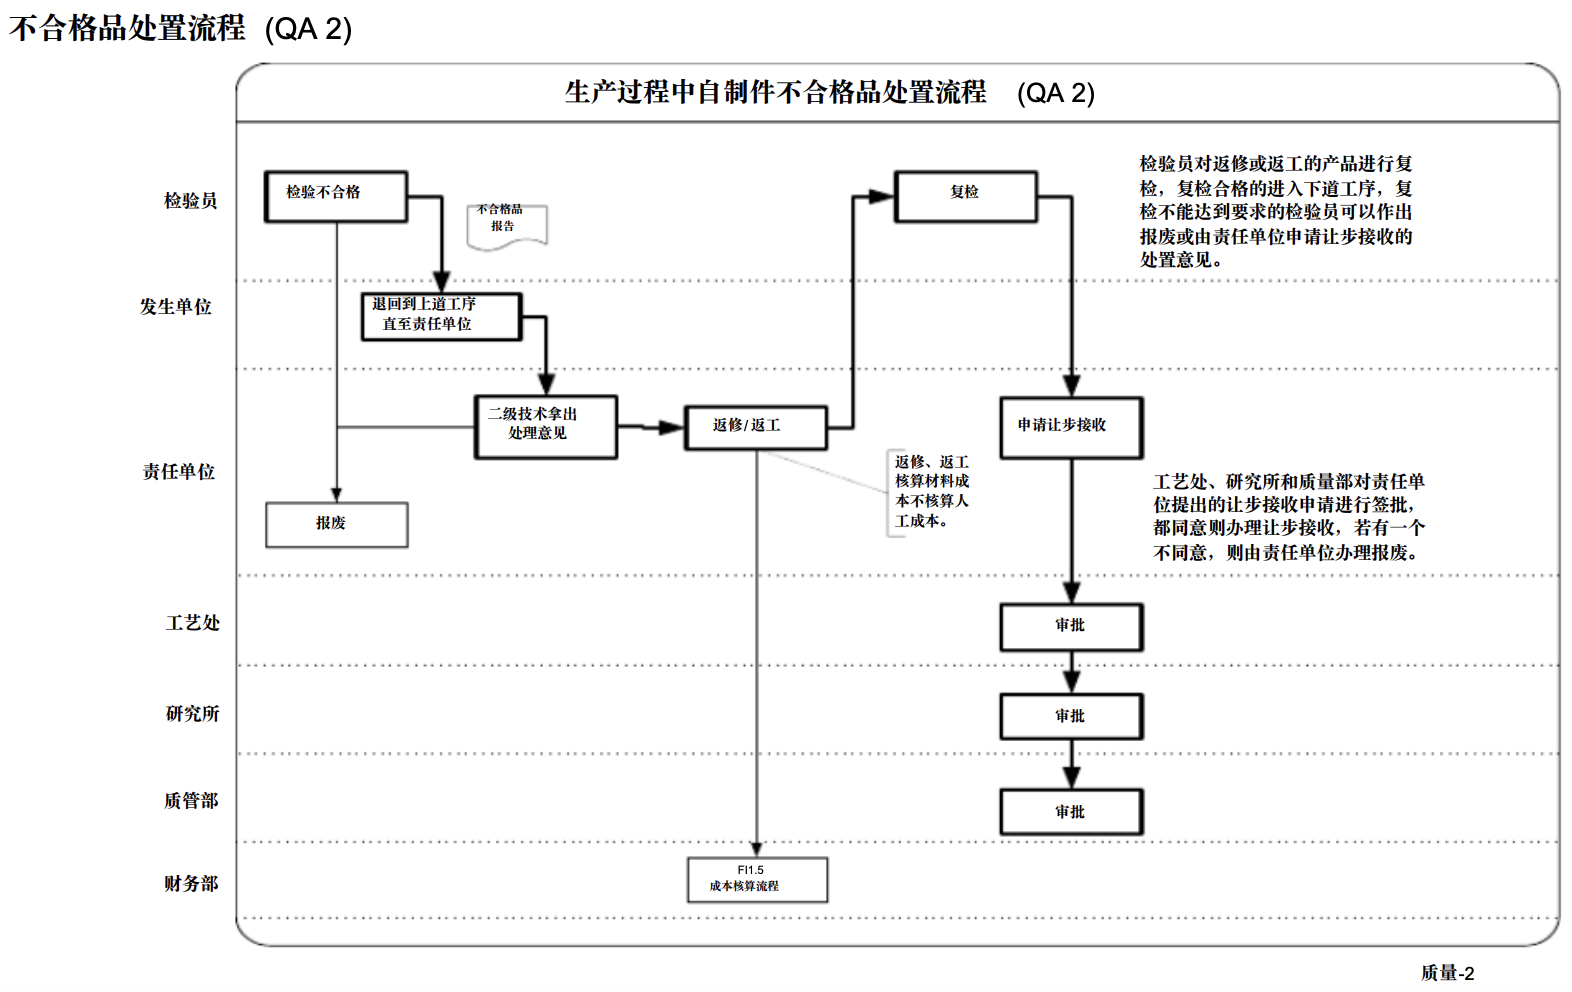 不合格品处置流程 (QA 2)
生产过程中自制件不合格品处置流程 (QA 2)
检验员
检验不合格
不合格品
报告
复检
检验员对返修或返工的产品进行复
检，复检合格的进入下道工序，复
检不能达到要求的检验员可以作出
报废或由责任单位申请让步接收的
处置意见。
发生单位
退回到上道工序
直至责任单位
责任单位
二级技术拿出
处理意见
返修/返工
申请让步接收
返修、返工
核算材料成
本不核算人
工成本。
报废
工艺处、研究所和质量部对责任单
位提出的让步接收申请进行签批，
都同意则办理让步接收，若有一个
不同意，则由责任单位办理报废。
工艺处
审批
研究所
审批
质管部
审批
财务部
FI1.5
成本核算流程
质量-2